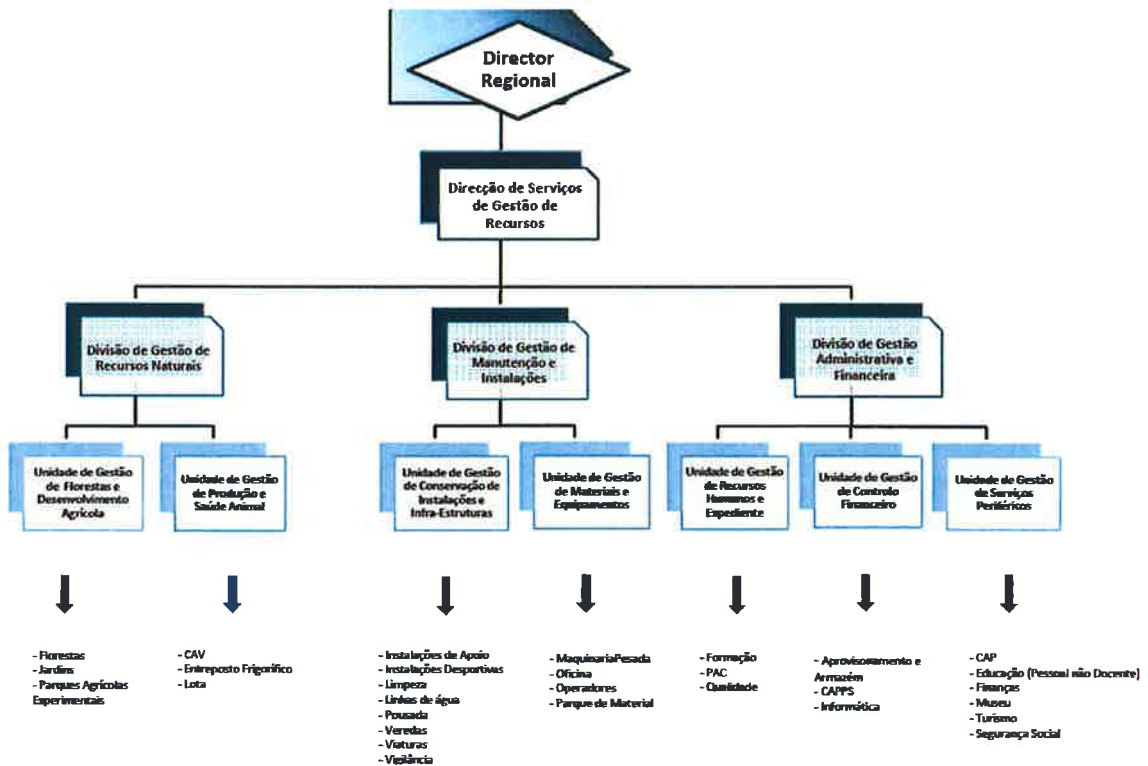 Director
Regional
Direcção de Serviços
de Gestão de
Recursos
Divisão de Gestão de
Recursos Naturais
Divisão de Gestão de
Manutenção e
Instalações
Divisão de Gestão
Administrativa e
Financeira
Unidade de Gestão
de Florestas e
Desenvolvimento
Agrícola
Unidade de Gestão
de Produção e
Saúde Animal
Unidade de Gestão
de Conservação de
Instalações e
Infra-Estruturas
Unidade de Gestão
de Materiais e
Equipamentos
Unidade de Gestão
de Recursos
Humanos e
Expediente
Unidade de Gestão
de Controlo
Financeiro
Unidade de Gestão
de Serviços
Periféricos
- Florestas
- Jardins
- Parques Agrícolas
Experimentais
- CAV
- Entreposto Frigorífico
- Lota
- Instalações de Apoio
- Instalações Desportivas
- Limpeza
- Linhas de água
- Pousada
- Veredas
- Viaturas
- Vigilância
- MaquinariaPesada
- Oficina
- Operadores
- Parque de Material
- Formação
- PAC
- Qualidade
- Aprovisonamento e
Armazém
- CAPPS
- Informática
- CAP
- Educação (Pessoal não Docente)
- Finanças
- Museu
- Turismo
- Segurança Social